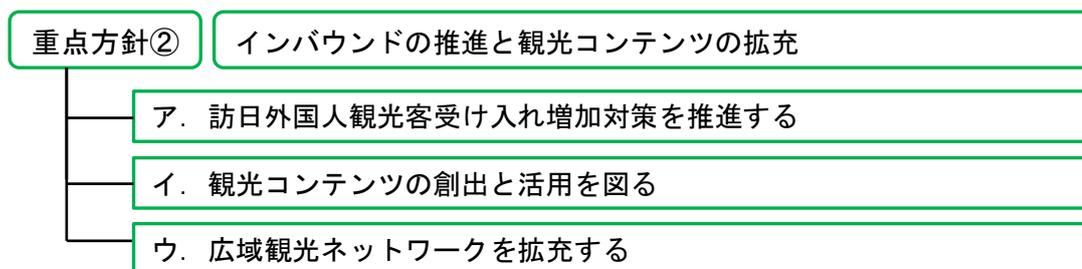 重点方針② インバウンドの推進と観光コンテンツの拡充
ア. 訪日外国人観光客受け入れ増加対策を推進する
イ. 観光コンテンツの創出と活用を図る
ウ. 広域観光ネットワークを拡充する